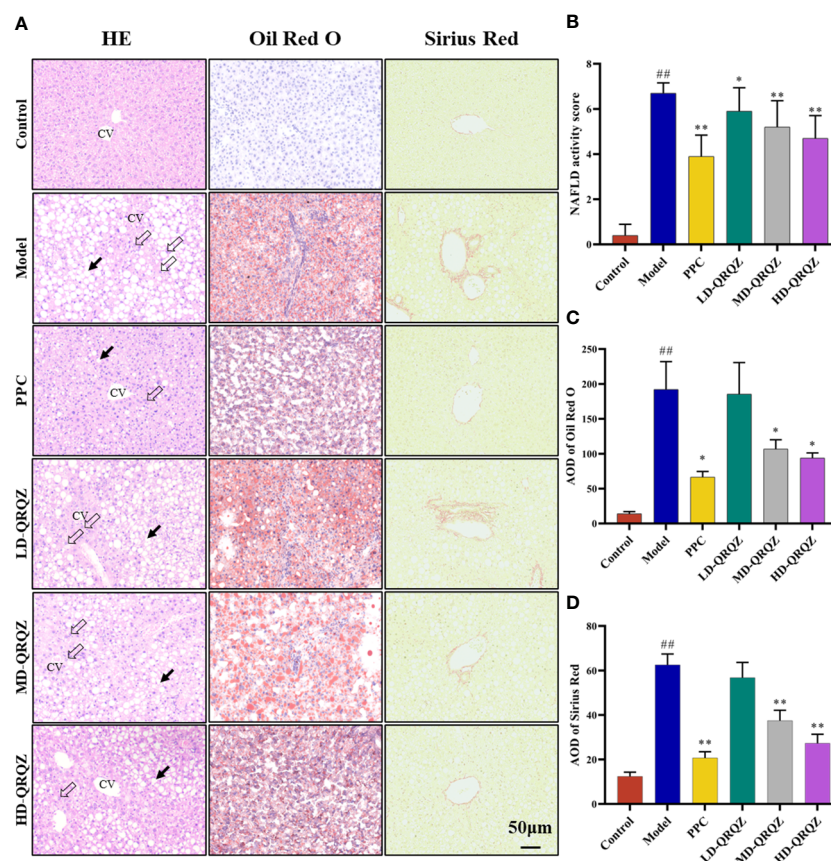 A
HE
Oil Red O
Sirius Red
Control
CV
Model
CV
PPC
CV
LD-QRQZ
CV
MD-QRQZ
CV
HD-QRQZ
CV
50μm
B
NAFLD activity score
8
6
4
2
0
##
**
*
**
**
Control
Model
PPC
LD-QRQZ
MD-QRQZ
HD-QRQZ
C
AOD of Oil Red O
250
200
150
100
50
0
##
*
*
*
Control
Model
PPC
LD-QRQZ
MD-QRQZ
HD-QRQZ
D
AOD of Sirius Red
80
60
40
20
0
##
**
**
**
Control
Model
PPC
LD-QRQZ
MD-QRQZ
HD-QRQZ